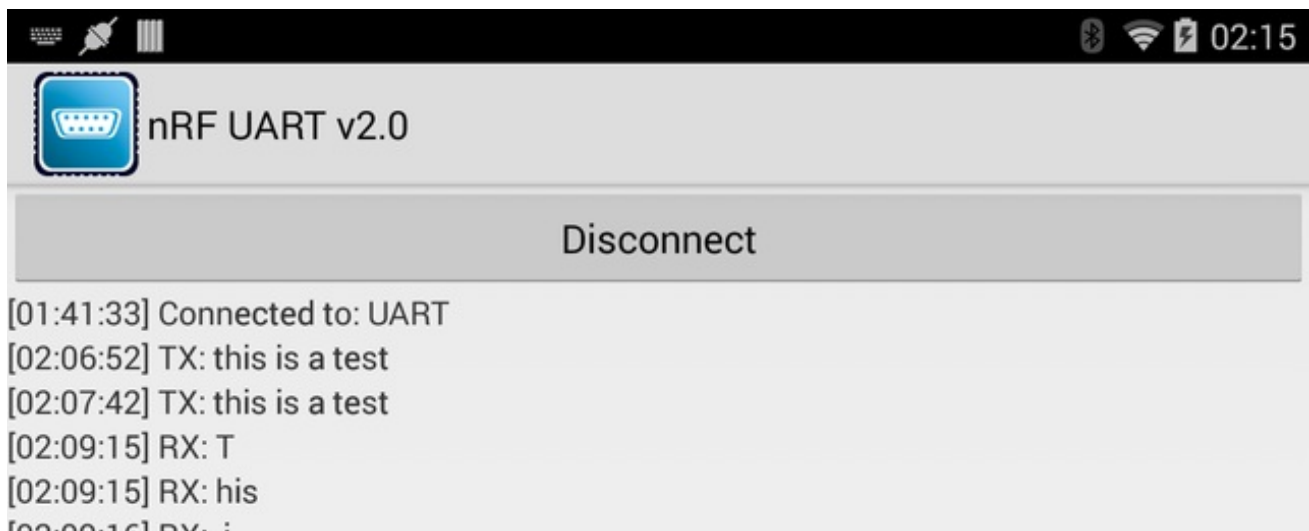 02:15
nRF UART v2.0
Disconnect
[01:41:33] Connected to: UART
[02:06:52] TX: this is a test
[02:07:42] TX: this is a test
[02:09:15] RX: T
[02:09:15] RX: his